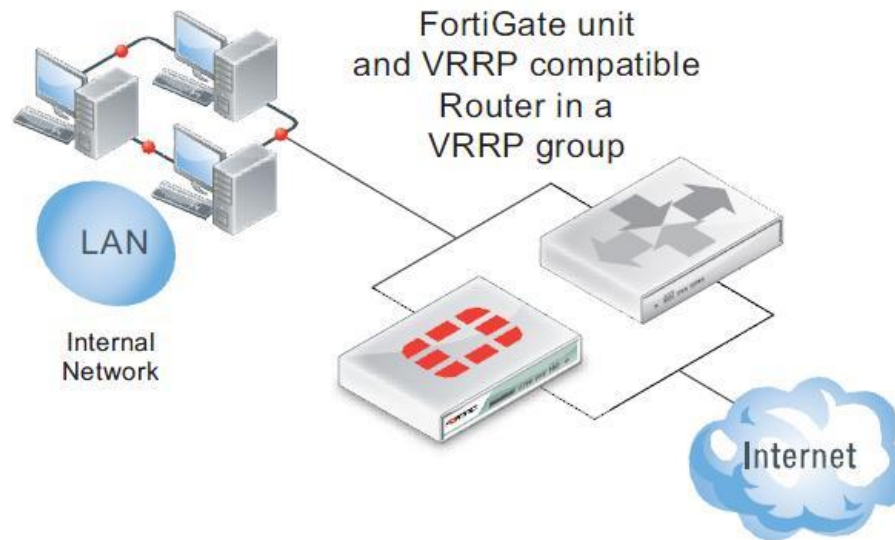 FortiGate unit
and VRRP compatible
Router in a
VRRP group
LAN
Internal
Network
Internet